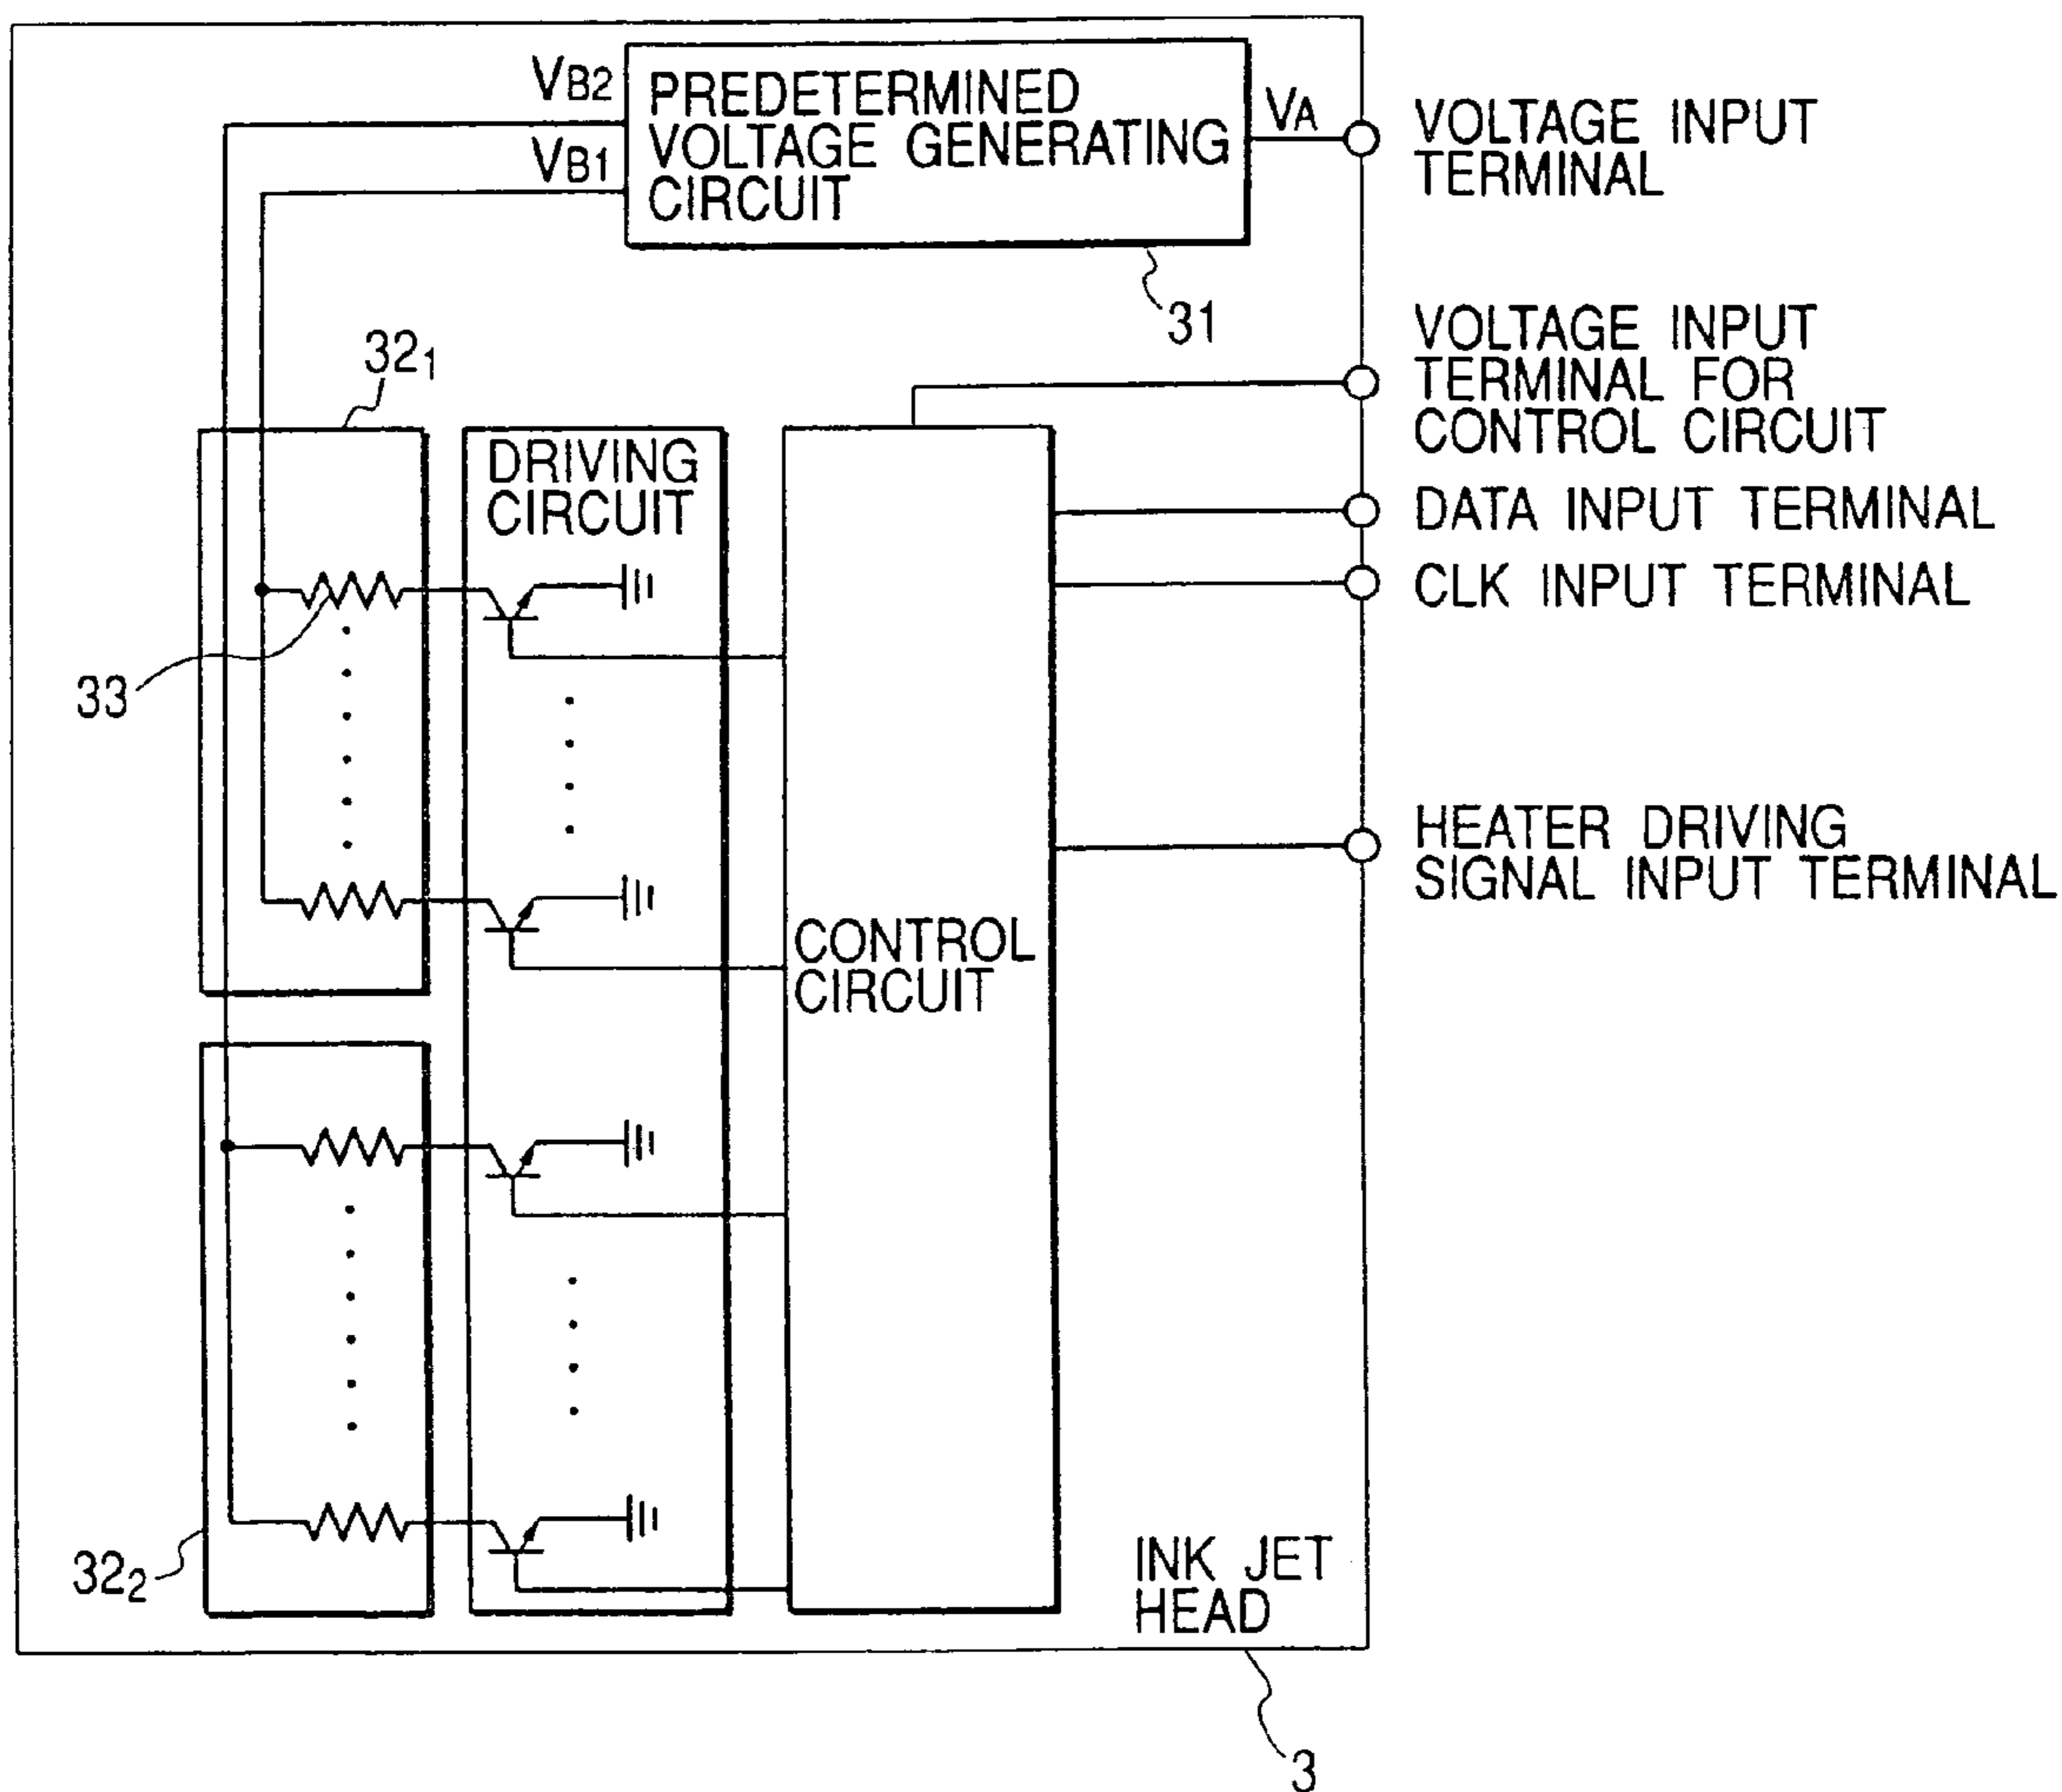 VB2
VB1
PREDETERMINED
VOLTAGE GENERATING
CIRCUIT
VA
VOLTAGE INPUT
TERMINAL
31
VOLTAGE INPUT
TERMINAL FOR
CONTROL CIRCUIT
321
DRIVING
CIRCUIT
DATA INPUT TERMINAL
CLK INPUT TERMINAL
33
HEATER DRIVING
SIGNAL INPUT TERMINAL
CONTROL
CIRCUIT
322
INK JET
HEAD
3